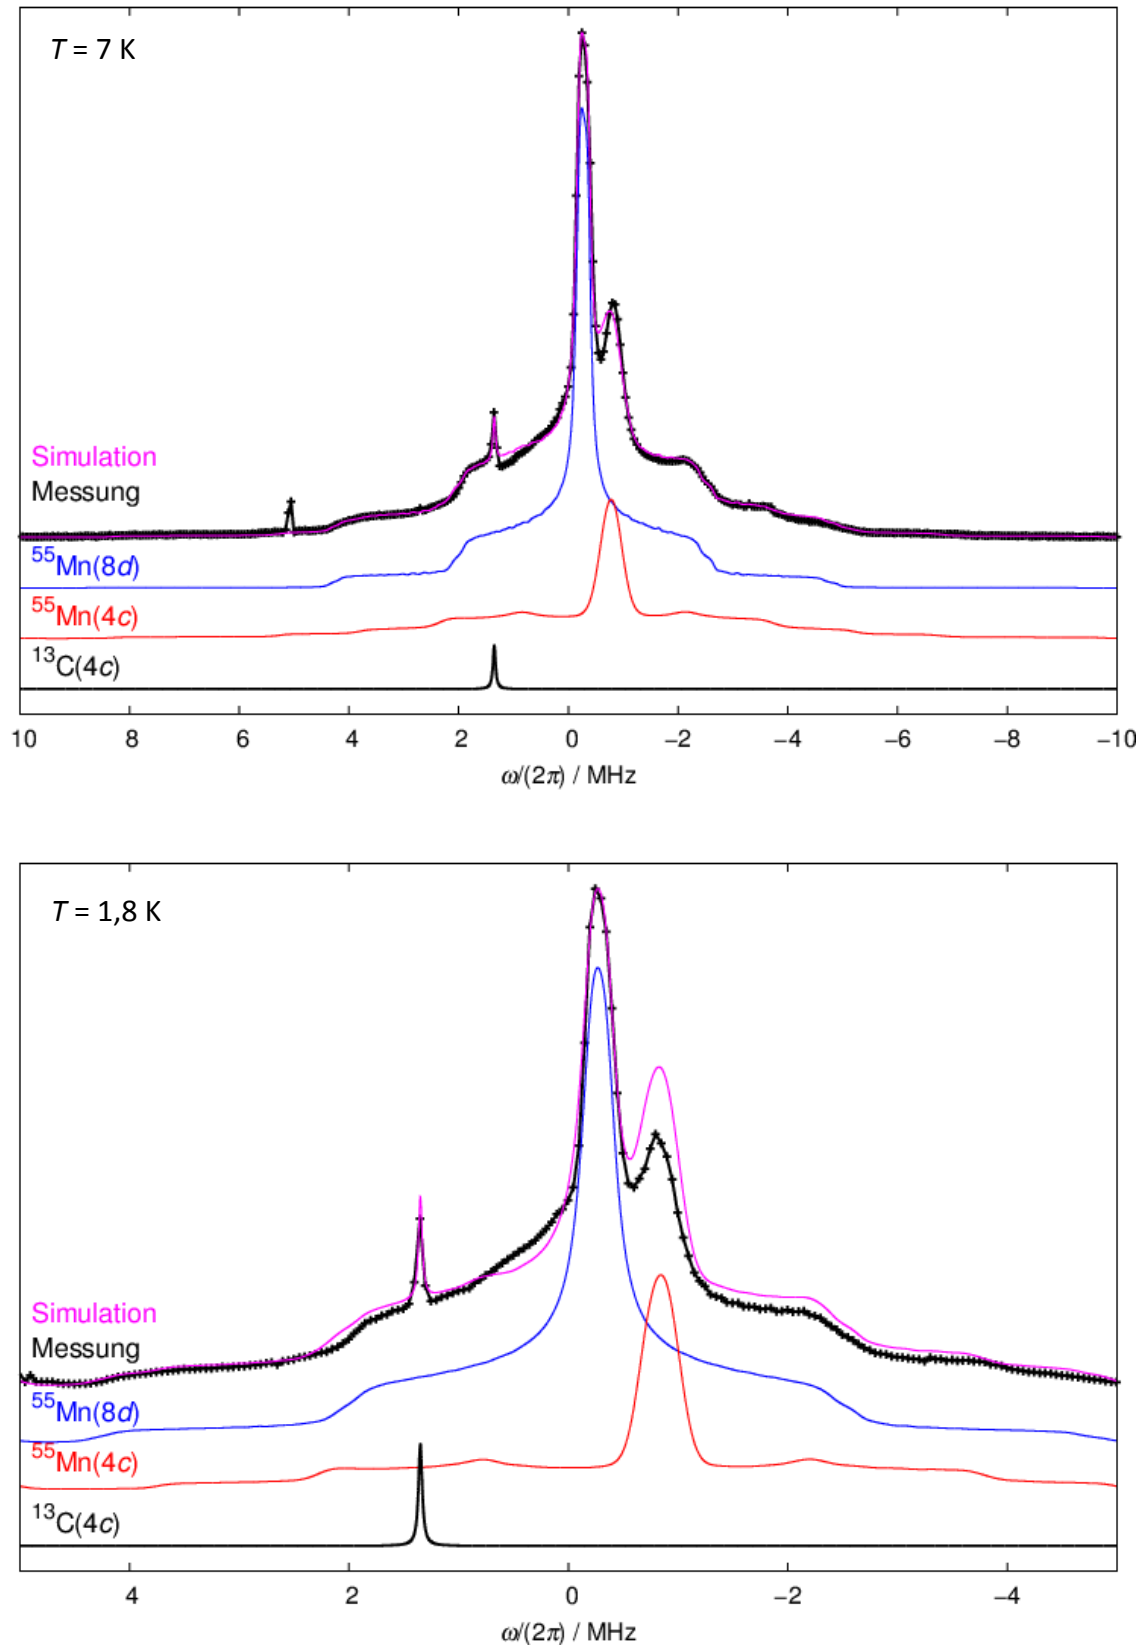 T = 7 K
Simulation
Messung
⁵⁵Mn(8d)
⁵⁵Mn(4c)
¹³C(4c)
10 8 6 4 2 0 −2 −4 −6 −8 −10
ω/(2π) / MHz
T = 1,8 K
Simulation
Messung
⁵⁵Mn(8d)
⁵⁵Mn(4c)
¹³C(4c)
4 2 0 −2 −4
ω/(2π) / MHz